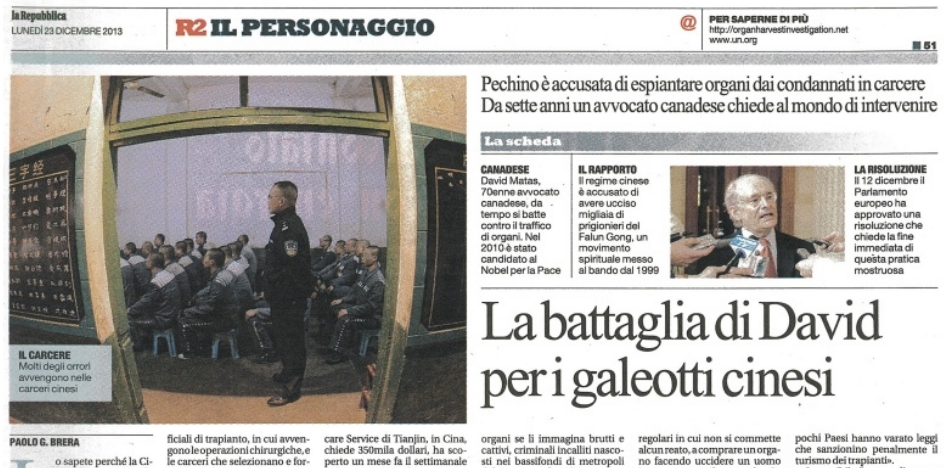 la Repubblica
LUNEDÌ 23 DICEMBRE 2013
R2 IL PERSONAGGIO
@
PER SAPERNE DI PIÙ
http://organharvestinvestigation.net
www.un.org
51
Pechino è accusata di espiantare organi dai condannati in carcere
Da sette anni un avvocato canadese chiede al mondo di intervenire
La scheda
CANADESE
David Matas,
70enne avvocato
canadese, da
tempo si batte
contro il traffico
di organi. Nel
2010 è stato
candidato al
Nobel per la Pace
IL RAPPORTO
Il regime cinese
è accusato di
avere ucciso
migliaia di
prigionieri del
Falun Gong, un
movimento
spirituale messo
al bando dal 1999
LA RISOLUZIONE
Il 12 dicembre il
Parlamento
europeo ha
approvato una
risoluzione che
chiede la fine
immediata di
questa pratica
mostruosa
三字经
IL CARCERE
Molti degli orrori
avvengono nelle
carceri cinesi
La battaglia di David
per i galeotti cinesi
PAOLO G. BRERA
o sapete perché la Ci-
ficiali di trapianto, in cui avven-
gono le operazioni chirurgiche, e
le carceri che selezionano e for-
care Service di Tianjin, in Cina,
chiede 350mila dollari, ha sco-
perto un mese fa il settimanale
organi se li immagina brutti e
cattivi, criminali incalliti nasco-
sti nei bassifondi di metropoli
regolari in cui non si commette
alcun reato, a comprare un orga-
no facendo uccidere un uomo
pochi Paesi hanno varato leggi
che sanzionino penalmente il
turismo dei trapianti».